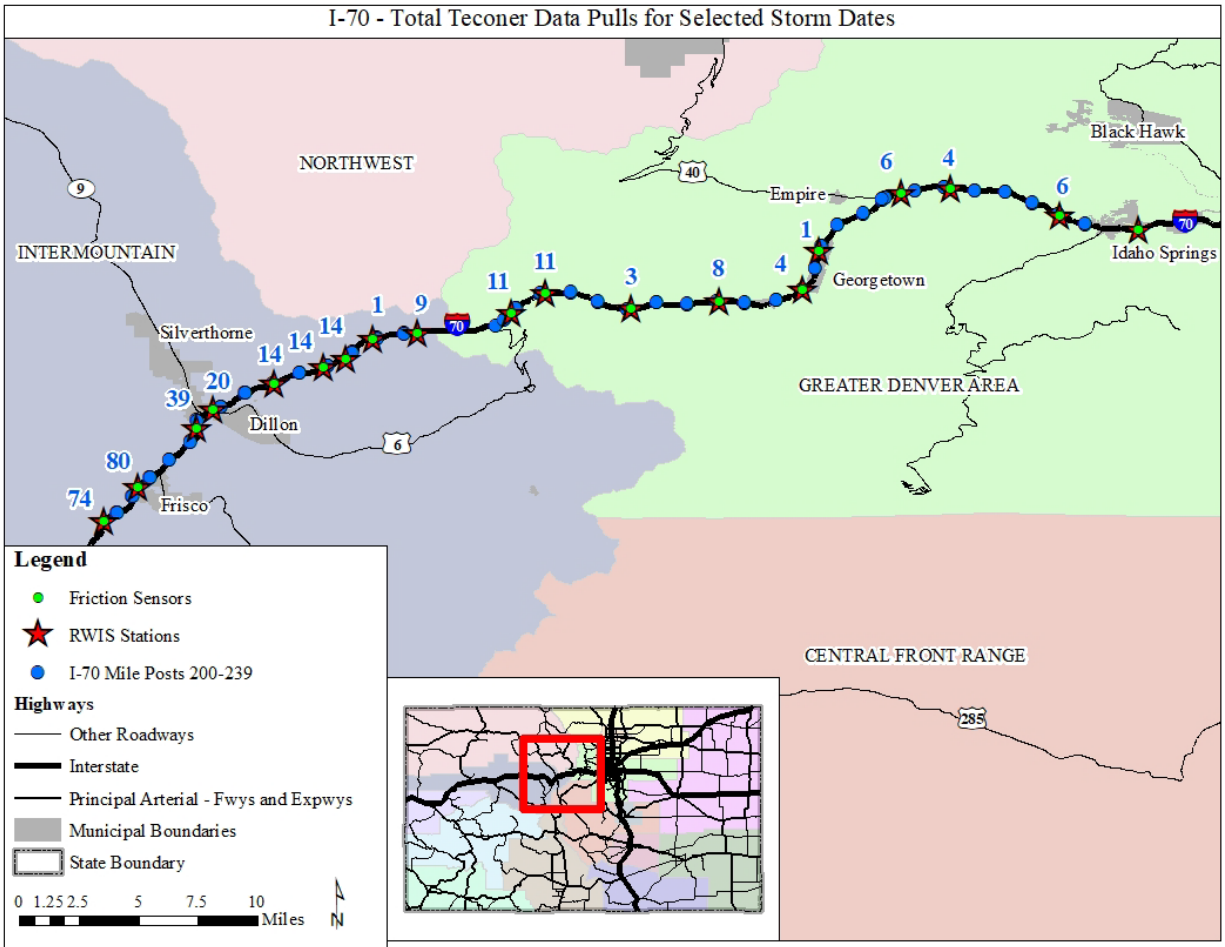 I-70 - Total Teconer Data Pulls for Selected Storm Dates
Black Hawk
NORTHWEST
6
4
40
9
Empire
6
1
70
INTERMOUNTAIN
Idaho Springs
11
11
3
8
4
Georgetown
1
9
70
Silverthorne
14
14
14
GREATER DENVER AREA
20
39
Dillon
6
80
Frisco
74
Legend
Friction Sensors
RWIS Stations
I-70 Mile Posts 200-239
CENTRAL FRONT RANGE
285
Highways
Other Roadways
Interstate
Principal Arterial - Fwys and Expwys
Municipal Boundaries
State Boundary
0 1.25 2.5 5 7.5 10
Miles
N